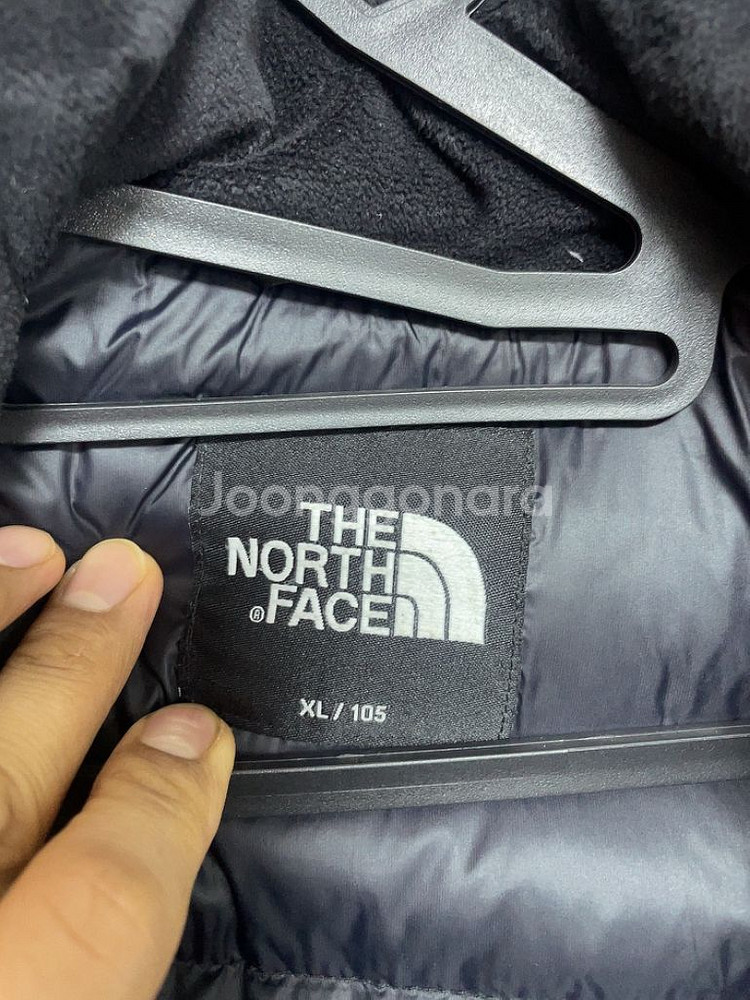 Joonggonara
THE
NORTH
® FACE
XL / 105